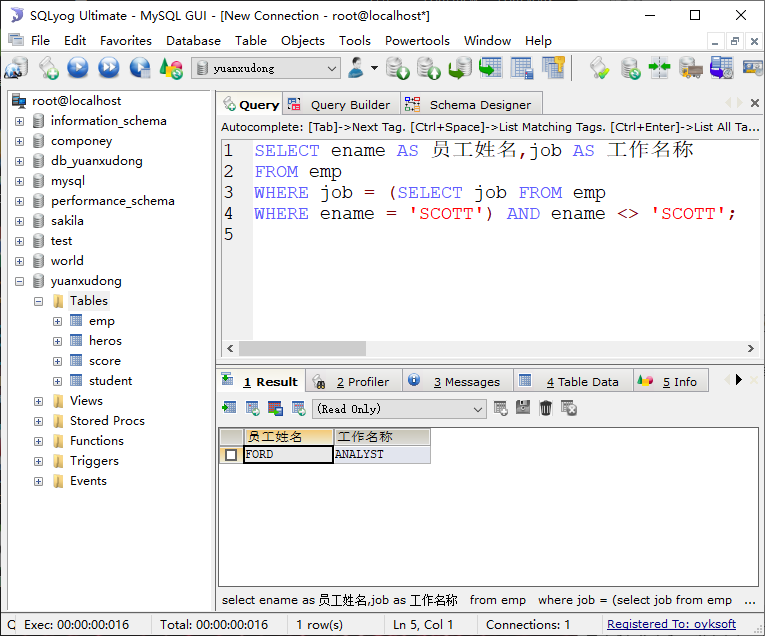 SQLyog Ultimate - MySQL GUI - [New Connection - root@localhost*]
File Edit Favorites Database Table Objects Tools Powertools Window Help
yuanxudong
root@localhost
information_schema
componey
db_yuanxudong
mysql
performance_schema
sakila
test
world
yuanxudong
Tables
emp
heros
score
student
Views
Stored Procs
Functions
Triggers
Events
Query Query Builder Schema Designer
Autocomplete: [Tab]->Next Tag. [Ctrl+Space]->List Matching Tags. [Ctrl+Enter]->List All Ta...
1 SELECT ename AS 员工姓名,job AS 工作名称
2 FROM emp
3 WHERE job = (SELECT job FROM emp
4 WHERE ename = 'SCOTT') AND ename <> 'SCOTT';
5
1 Result 2 Profiler 3 Messages 4 Table Data 5 Info
(Read Only)
员工姓名 工作名称
FORD ANALYST
select ename as 员工姓名,job as 工作名称 from emp where job = (select job from emp ...
Exec: 00:00:00:016 Total: 00:00:00:016 1 row(s) Ln 5, Col 1 Connections: 1 Registered To: oyksoft